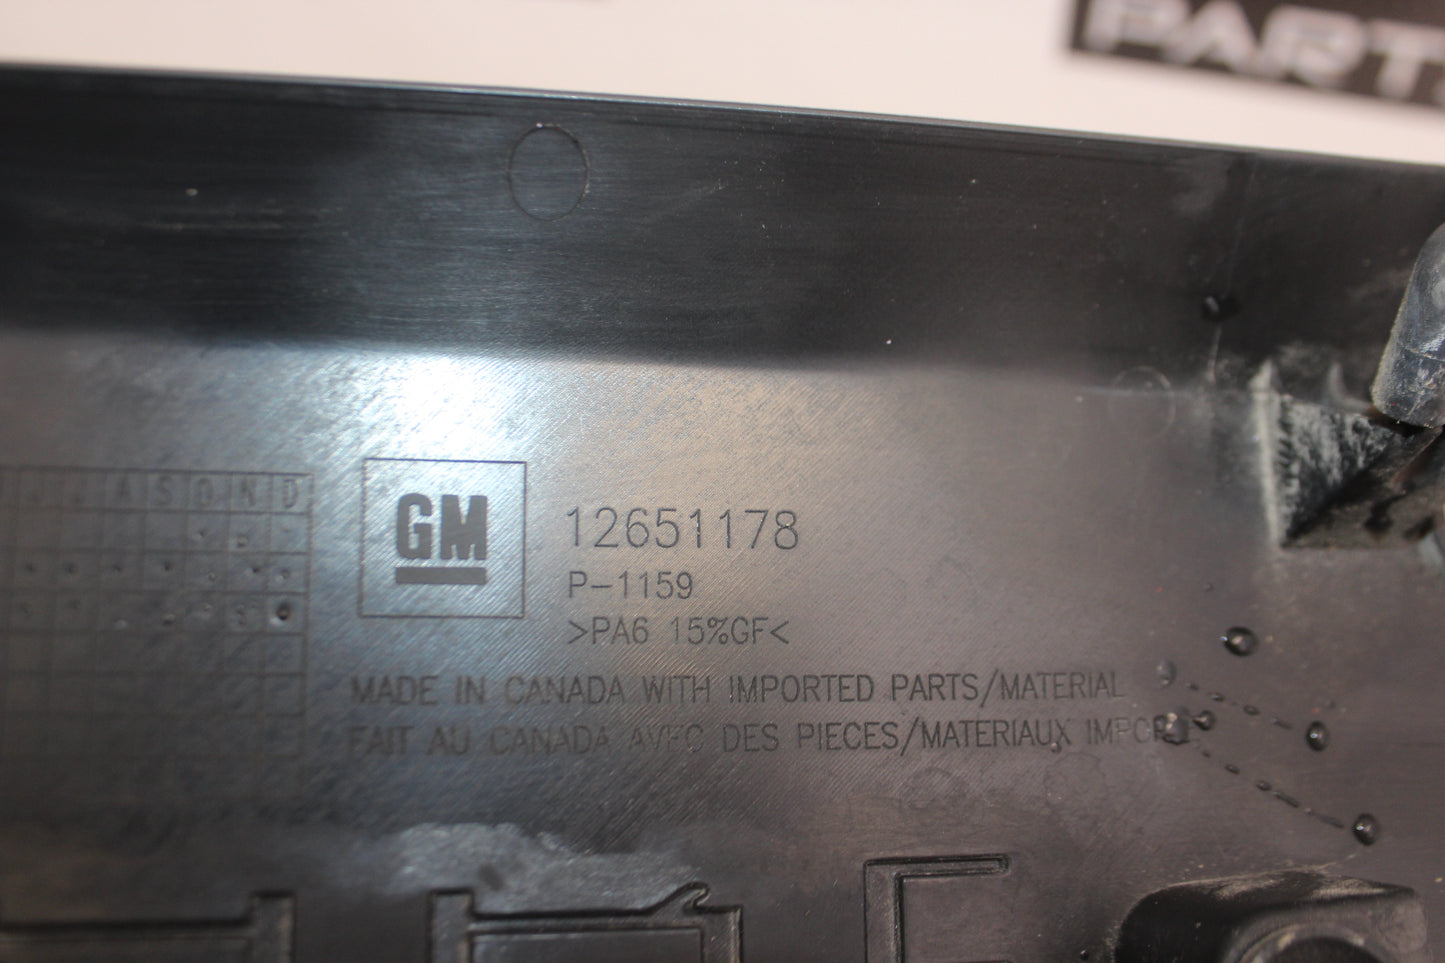 PART
J J A S O N D
GM
12651178
P-1159
>PA6 15%GF<
MADE IN CANADA WITH IMPORTED PARTS/MATERIAL
FAIT AU CANADA AVEC DES PIECES/MATERIAUX IMPOR